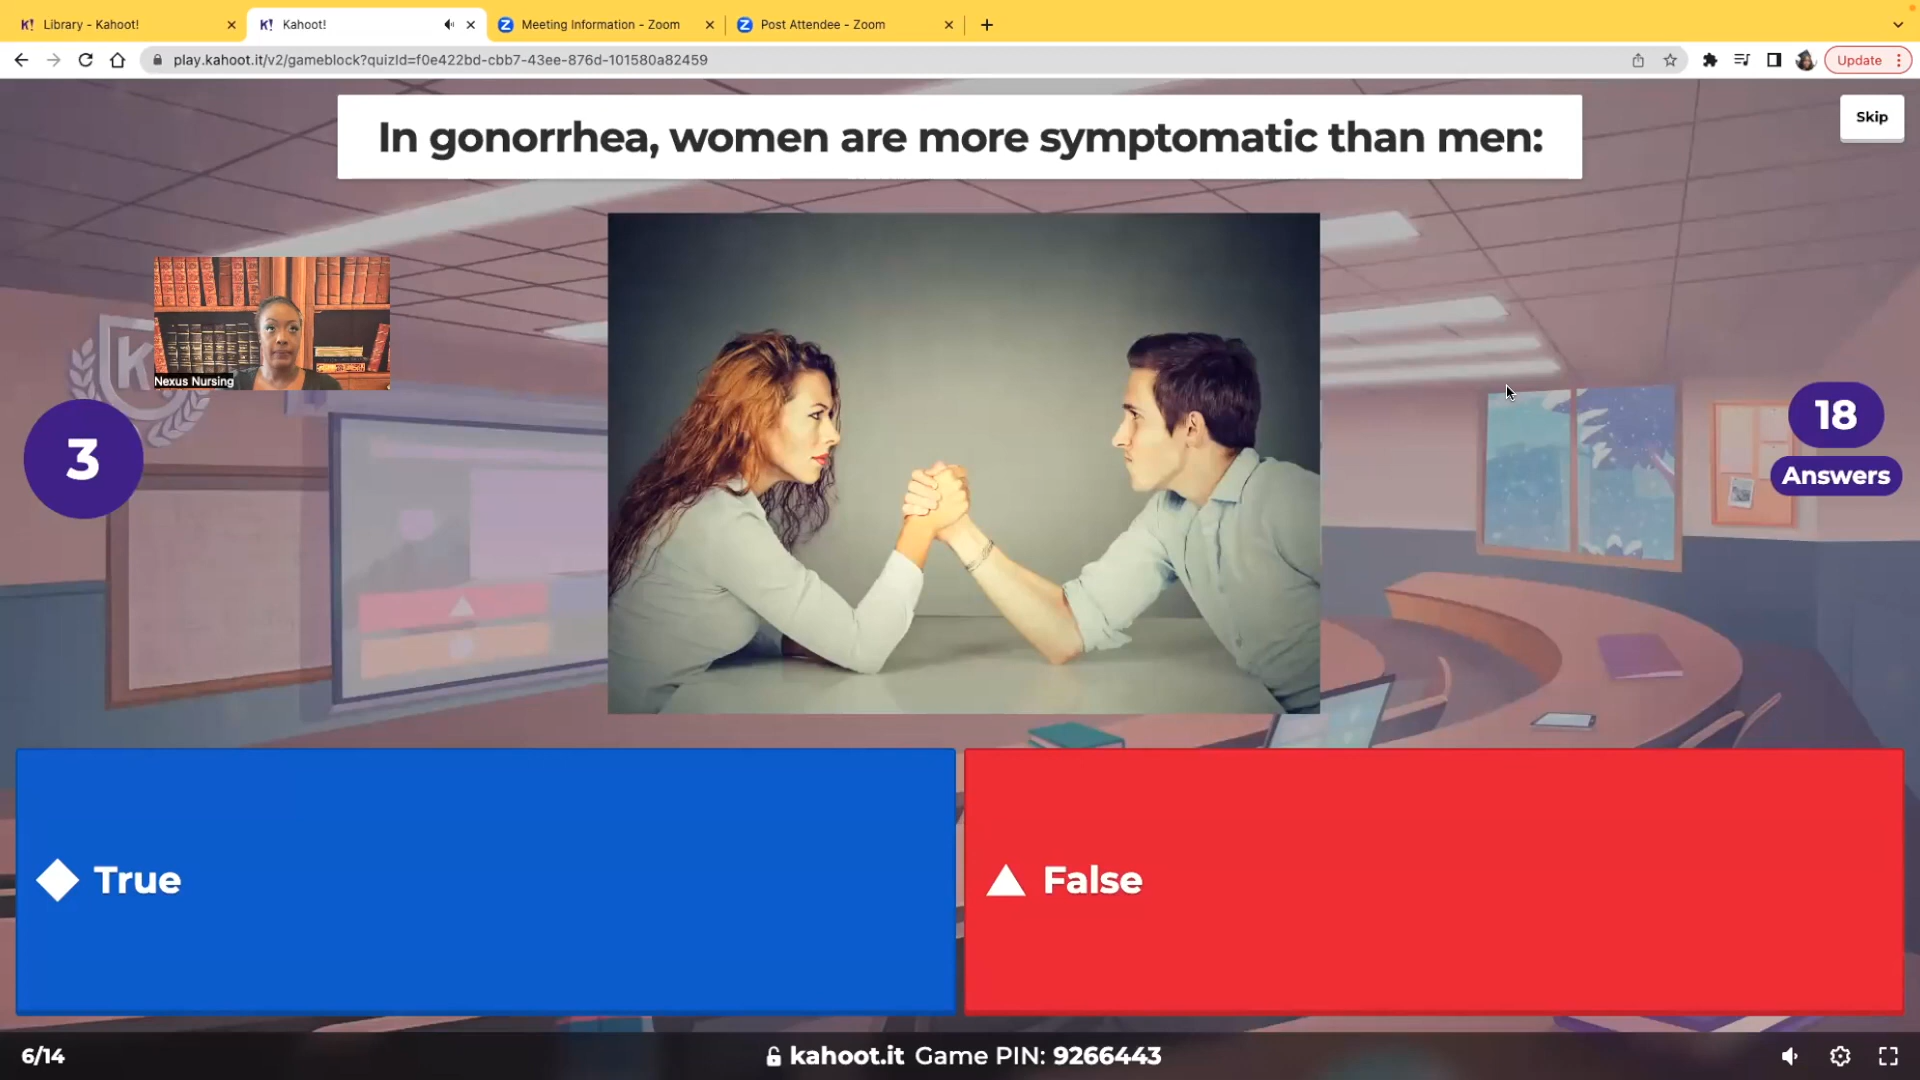 Library - Kahoot!
Kahoot!
Meeting Information - Zoom
Post Attendee - Zoom
play.kahoot.it/v2/gameblock?quizId=f0e422bd-cbb7-43ee-876d-101580a82459
Update
In gonorrhea, women are more symptomatic than men:
Skip
K
Nexus Nursing
3
18
Answers
True
False
6/14
kahoot.it Game PIN: 9266443